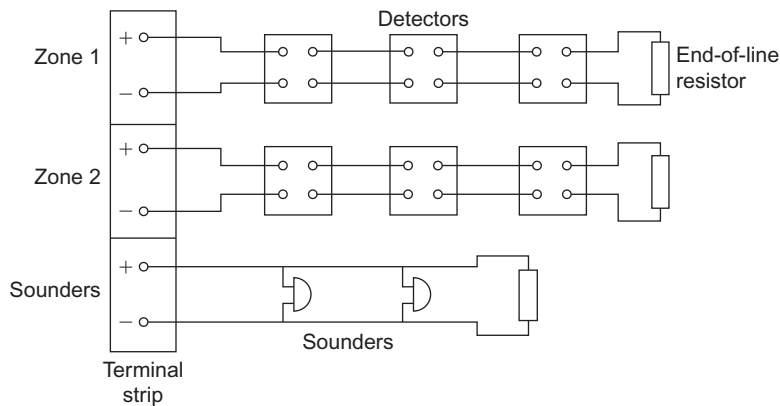 Detectors
Zone 1
+
−
End-of-line
resistor
Zone 2
+
−
Sounders
+
−
Sounders
Terminal
strip